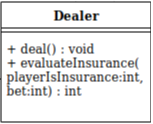 Dealer
+ deal() : void
+ evaluateInsurance(
playerIsInsurance:int,
bet:int) : int